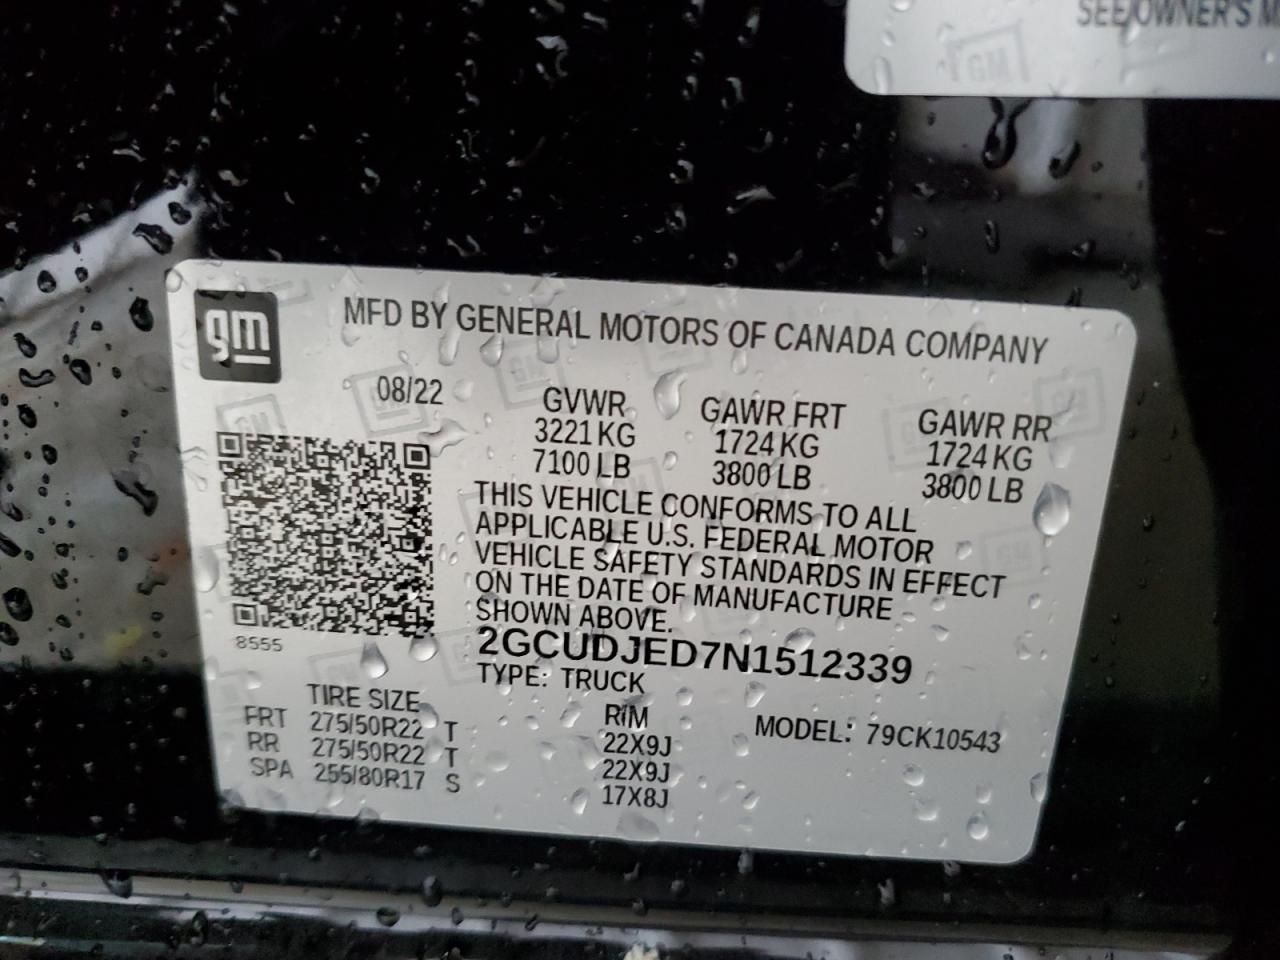 SEE OWNER'S M
gm
MFD BY GENERAL MOTORS OF CANADA COMPANY
08/22 GVWR GAWR FRT GAWR RR
3221 KG 1724 KG 1724 KG
7100 LB 3800 LB 3800 LB
THIS VEHICLE CONFORMS TO ALL
APPLICABLE U.S. FEDERAL MOTOR
VEHICLE SAFETY STANDARDS IN EFFECT
ON THE DATE OF MANUFACTURE
SHOWN ABOVE.
8555
2GCUDJED7N1512339
TYPE: TRUCK
TIRE SIZE RIM MODEL: 79CK10543
FRT 275/50R22 T 22X9J
RR 275/50R22 T 22X9J
SPA 255/80R17 S 17X8J